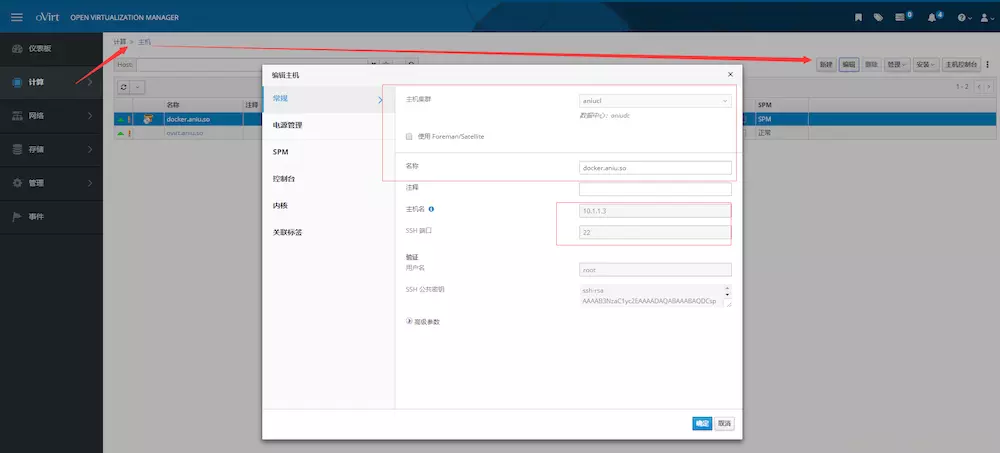 oVirt OPEN VIRTUALIZATION MANAGER
0
4
仪表板
计算
网络
存储
管理
事件
计算 > 主机
Host:
新建
编辑
删除
管理
安装
主机控制台
1 - 2
名称
注释
SPM
docker.aniu.so
SPM
ovirt.aniu.so
正常
编辑主机
常规
电源管理
SPM
控制台
内核
关联标签
主机集群
aniucl
数据中心: aniudc
使用 Foreman/Satellite
名称
docker.aniu.so
注释
主机名
10.1.1.3
SSH 端口
22
验证
用户名
root
SSH 公共密钥
ssh-rsa
AAAAB3NzaC1yc2EAAAADAQABAAABAQDCsp
高级参数
确定
取消